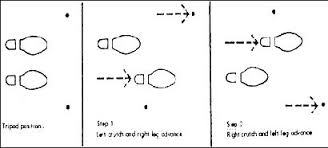 Tripod position.
Step 1
Left crutch and right leg advance
Step 2
Right crutch and left leg advance